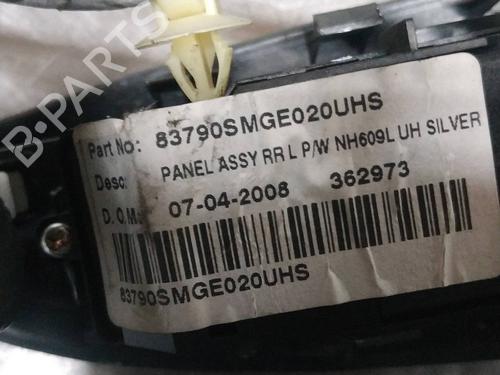 Part No: 83790SMGE020UHS
Desc: PANEL ASSY RR L P/W NH609L UH SILVER
D.O.M: 07-04-2008 362973
83790SMGE020UHS
B-PARTS